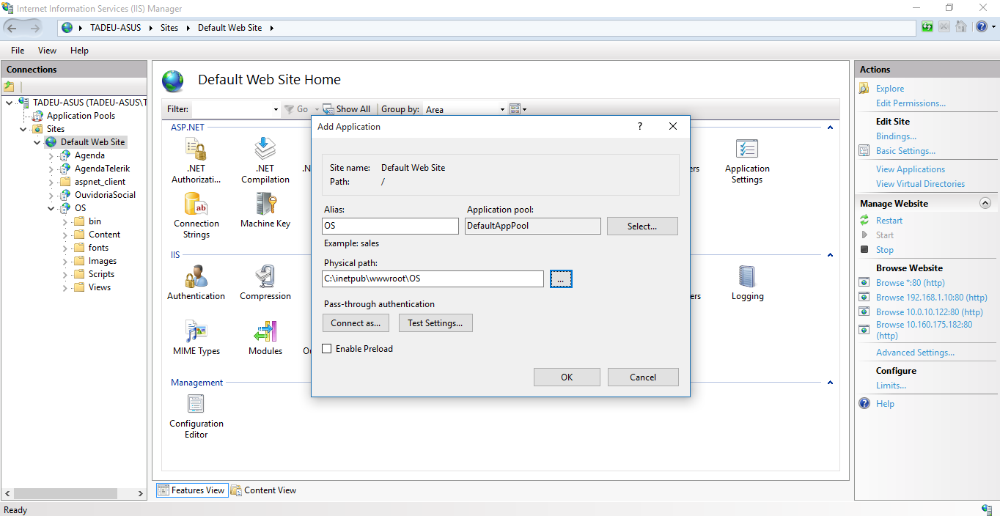 Internet Information Services (IIS) Manager
TADEU-ASUS Sites Default Web Site
File View Help
Connections
TADEU-ASUS (TADEU-ASUS\T
Application Pools
Sites
Default Web Site
Agenda
AgendaTelerik
aspnet_client
OuvidoriaSocial
OS
bin
Content
fonts
Images
Scripts
Views
Default Web Site Home
Filter: Go Show All Group by: Area
ASP.NET
.NET
Authorizati...
.NET
Compilation
.N
ers
Application
Settings
Connection
Strings
Machine Key
IIS
Authentication
Compression
ers
Logging
MIME Types
Modules
Ou
Management
Configuration
Editor
Add Application
?
Site name: Default Web Site
Path: /
Alias:
Application pool:
OS
DefaultAppPool
Select...
Example: sales
Physical path:
C:\inetpub\wwwroot\OS
...
Pass-through authentication
Connect as...
Test Settings...
Enable Preload
OK
Cancel
Features View
Content View
Actions
Explore
Edit Permissions...
Edit Site
Bindings...
Basic Settings...
View Applications
View Virtual Directories
Manage Website
Restart
Start
Stop
Browse Website
Browse *:80 (http)
Browse 192.168.1.10:80 (http)
Browse 10.0.10.122:80 (http)
Browse 10.160.175.182:80
(http)
Advanced Settings...
Configure
Limits...
Help
Ready